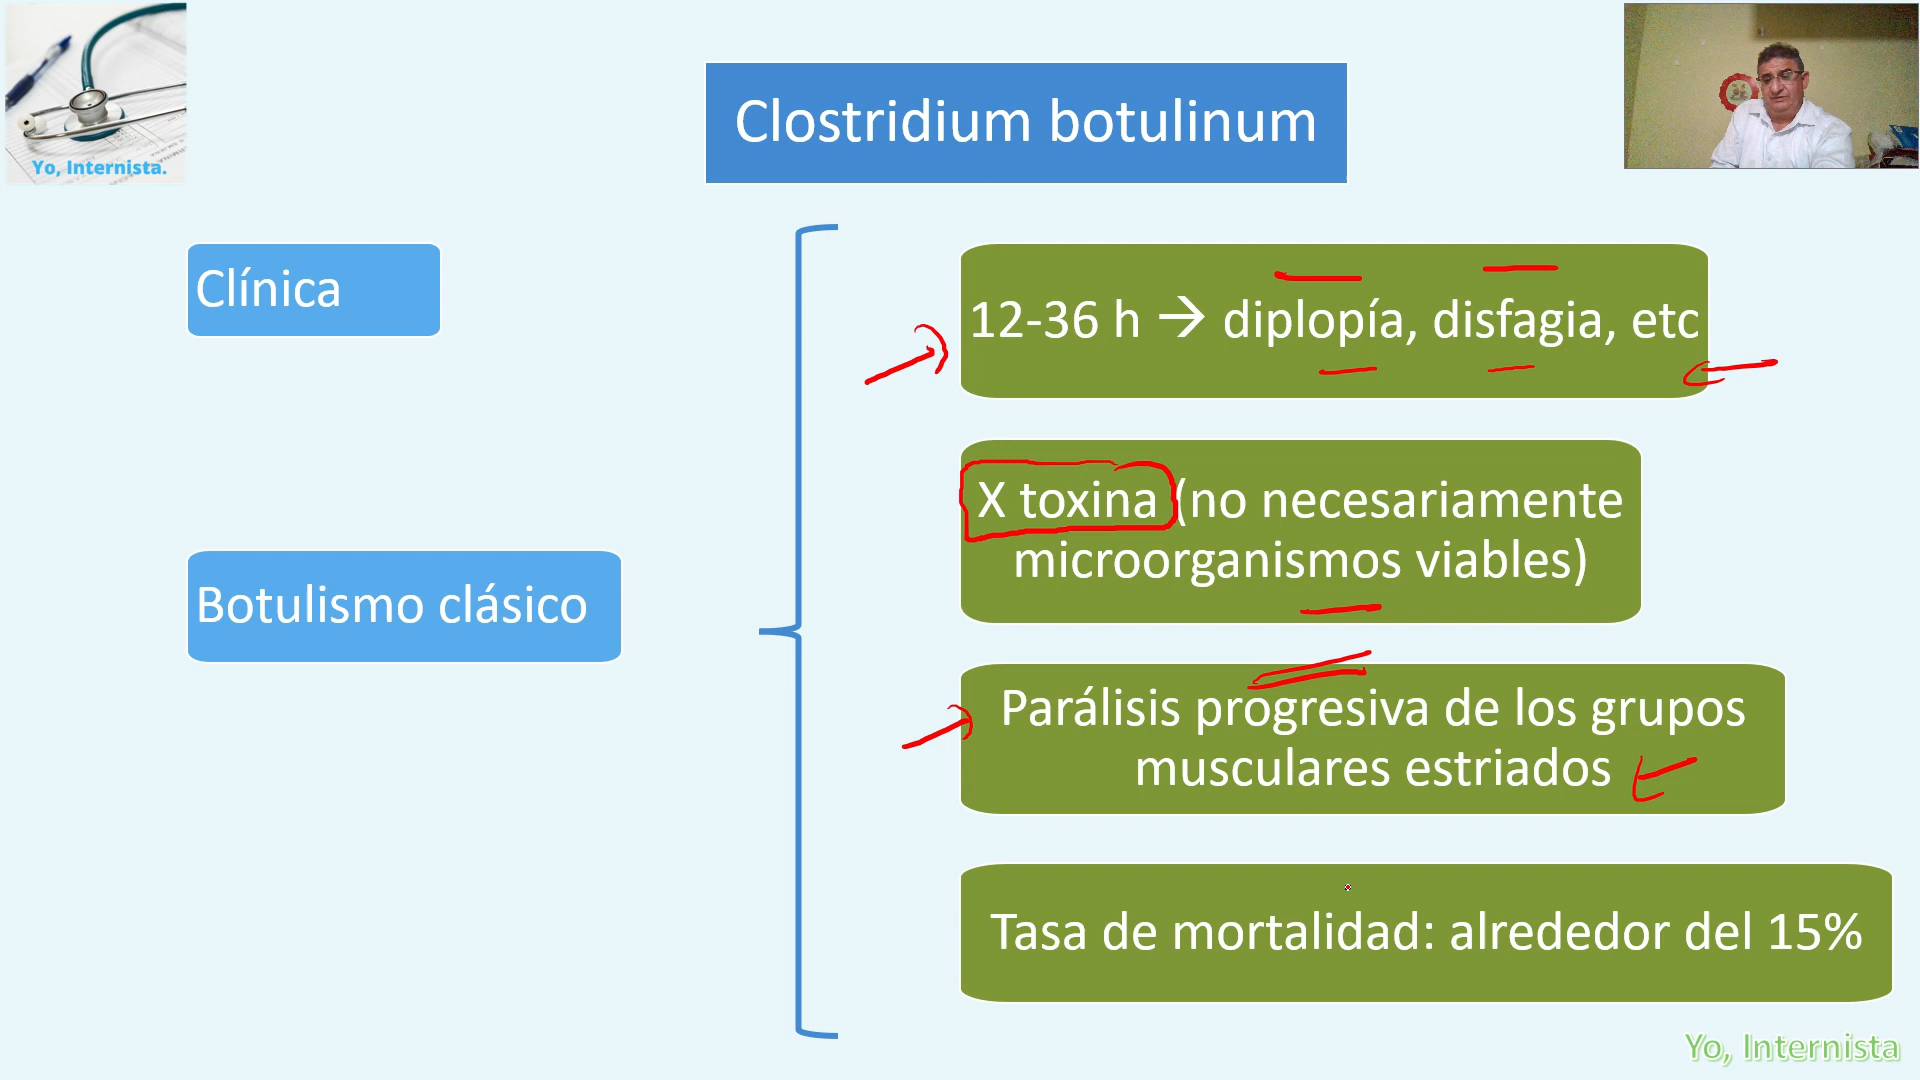 Yo, Internista.
Clostridium botulinum
Clínica
Botulismo clásico
12-36 h → diplopía, disfagia, etc
X toxina (no necesariamente
microorganismos viables)
Parálisis progresiva de los grupos
musculares estriados
Tasa de mortalidad: alrededor del 15%
Yo, Internista